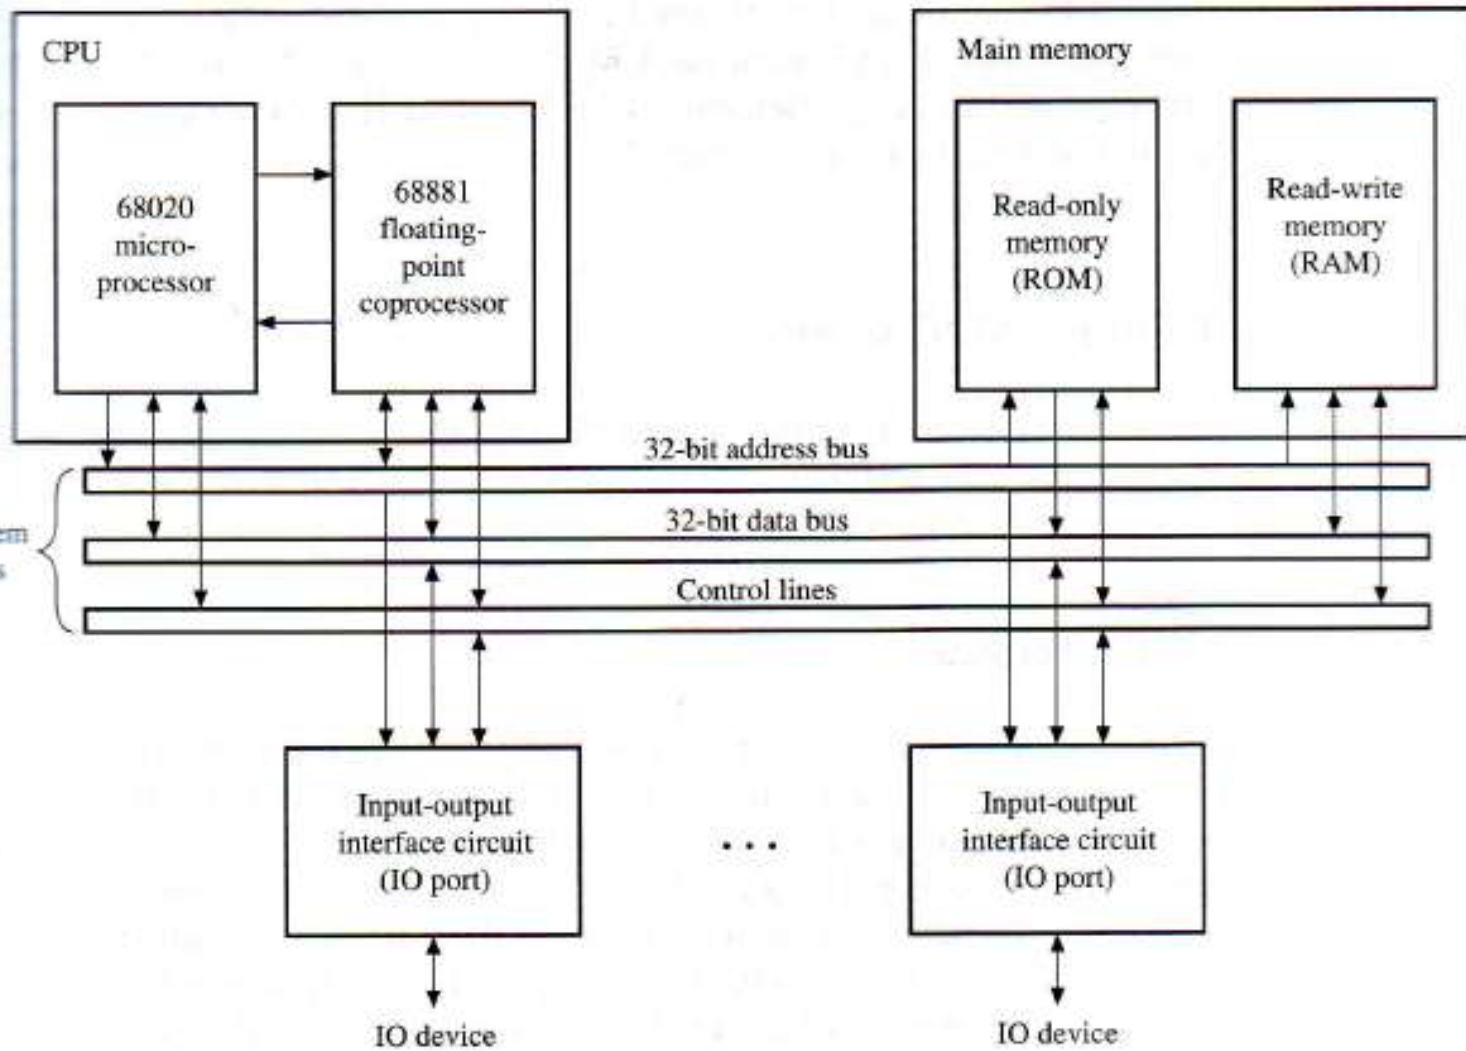 CPU
Main memory
68020
micro-
processor
68881
floating-
point
coprocessor
Read-only
memory
(ROM)
Read-write
memory
(RAM)
32-bit address bus
32-bit data bus
Control lines
Input-output
interface circuit
(IO port)
. . .
Input-output
interface circuit
(IO port)
IO device
IO device